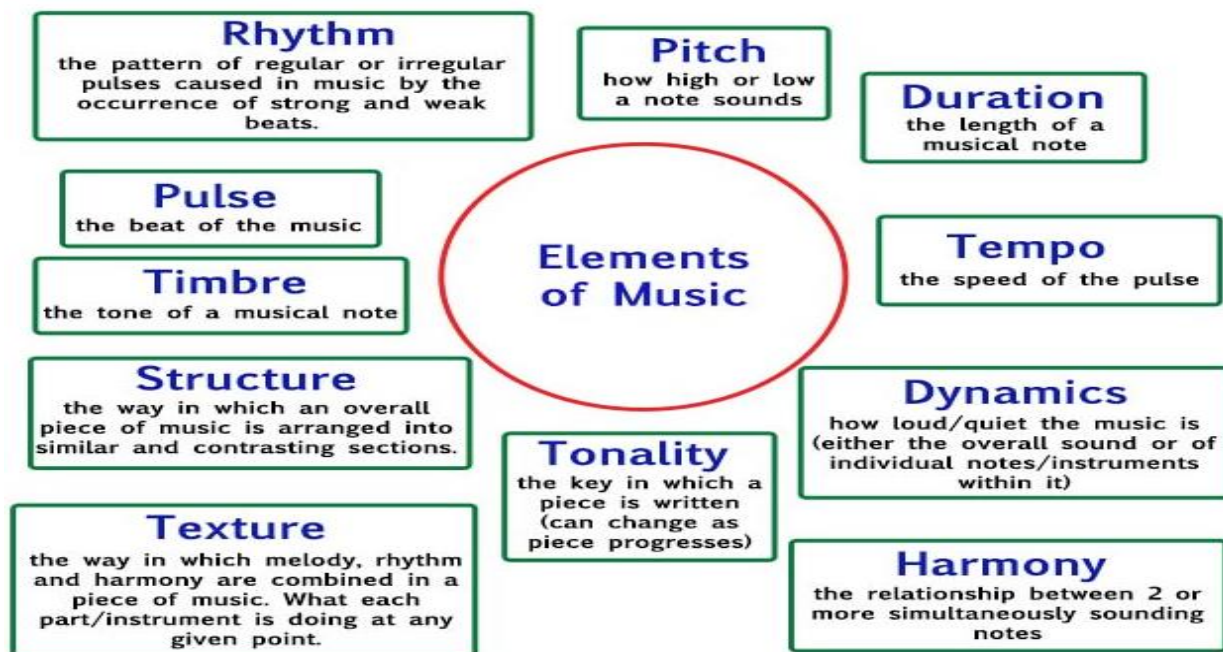 Rhythm
the pattern of regular or irregular
pulses caused in music by the
occurrence of strong and weak
beats.
Pitch
how high or low
a note sounds
Duration
the length of a
musical note
Pulse
the beat of the music
Elements
of Music
Tempo
the speed of the pulse
Timbre
the tone of a musical note
Structure
the way in which an overall
piece of music is arranged into
similar and contrasting sections.
Dynamics
how loud/quiet the music is
(either the overall sound or of
individual notes/instruments
within it)
Tonality
the key in which a
piece is written
(can change as
piece progresses)
Texture
the way in which melody, rhythm
and harmony are combined in a
piece of music. What each
part/instrument is doing at any
given point.
Harmony
the relationship between 2 or
more simultaneously sounding
notes